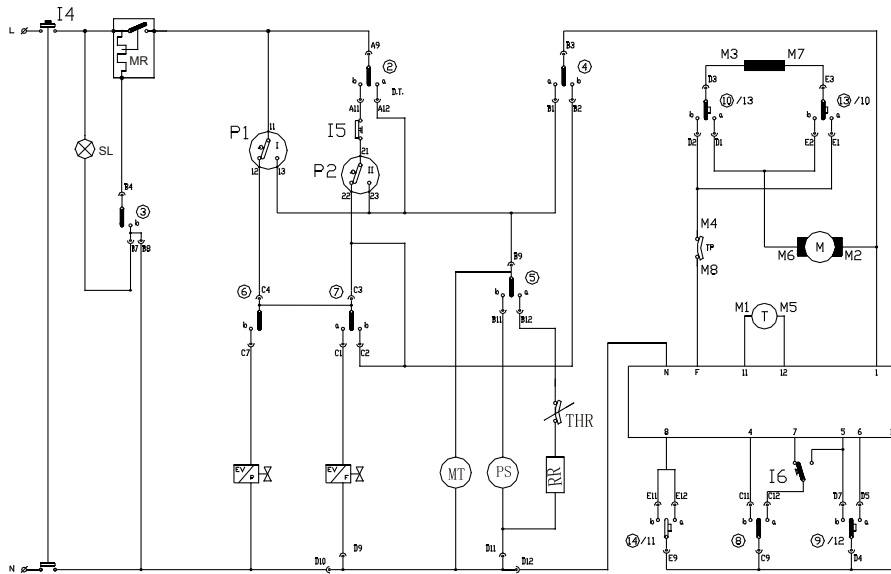 I4
L
MR
SL
B4
3
b
B7 B8
P1
11
I
12 13
A9
2
b a
D.T.
A11 A12
I5
21
P2
II
22 23
B3
4
a b
B1 B2
M3 M7
D3 E3
10 /13
13 /10
b a
b a
D2 D1
E2 E1
M4
TP
M8
M6 M M2
M1 T M5
6
C4
b
C7
7
C3
a b
C1 C2
B9
5
b a
B11 B12
THR
MT
PS
RR
EV
EV
F
D9
D10
D11
D12
N
N F 11 12 1
8 4 7 5 6
I6
E11 E12
C11 C12
D7 D5
b a
b a
b a
14 /11
8
9 /12
E9
C9
D4